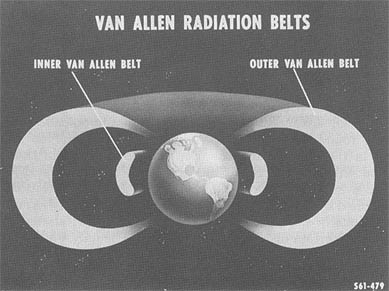 VAN ALLEN RADIATION BELTS
INNER VAN ALLEN BELT
OUTER VAN ALLEN BELT
S61-479